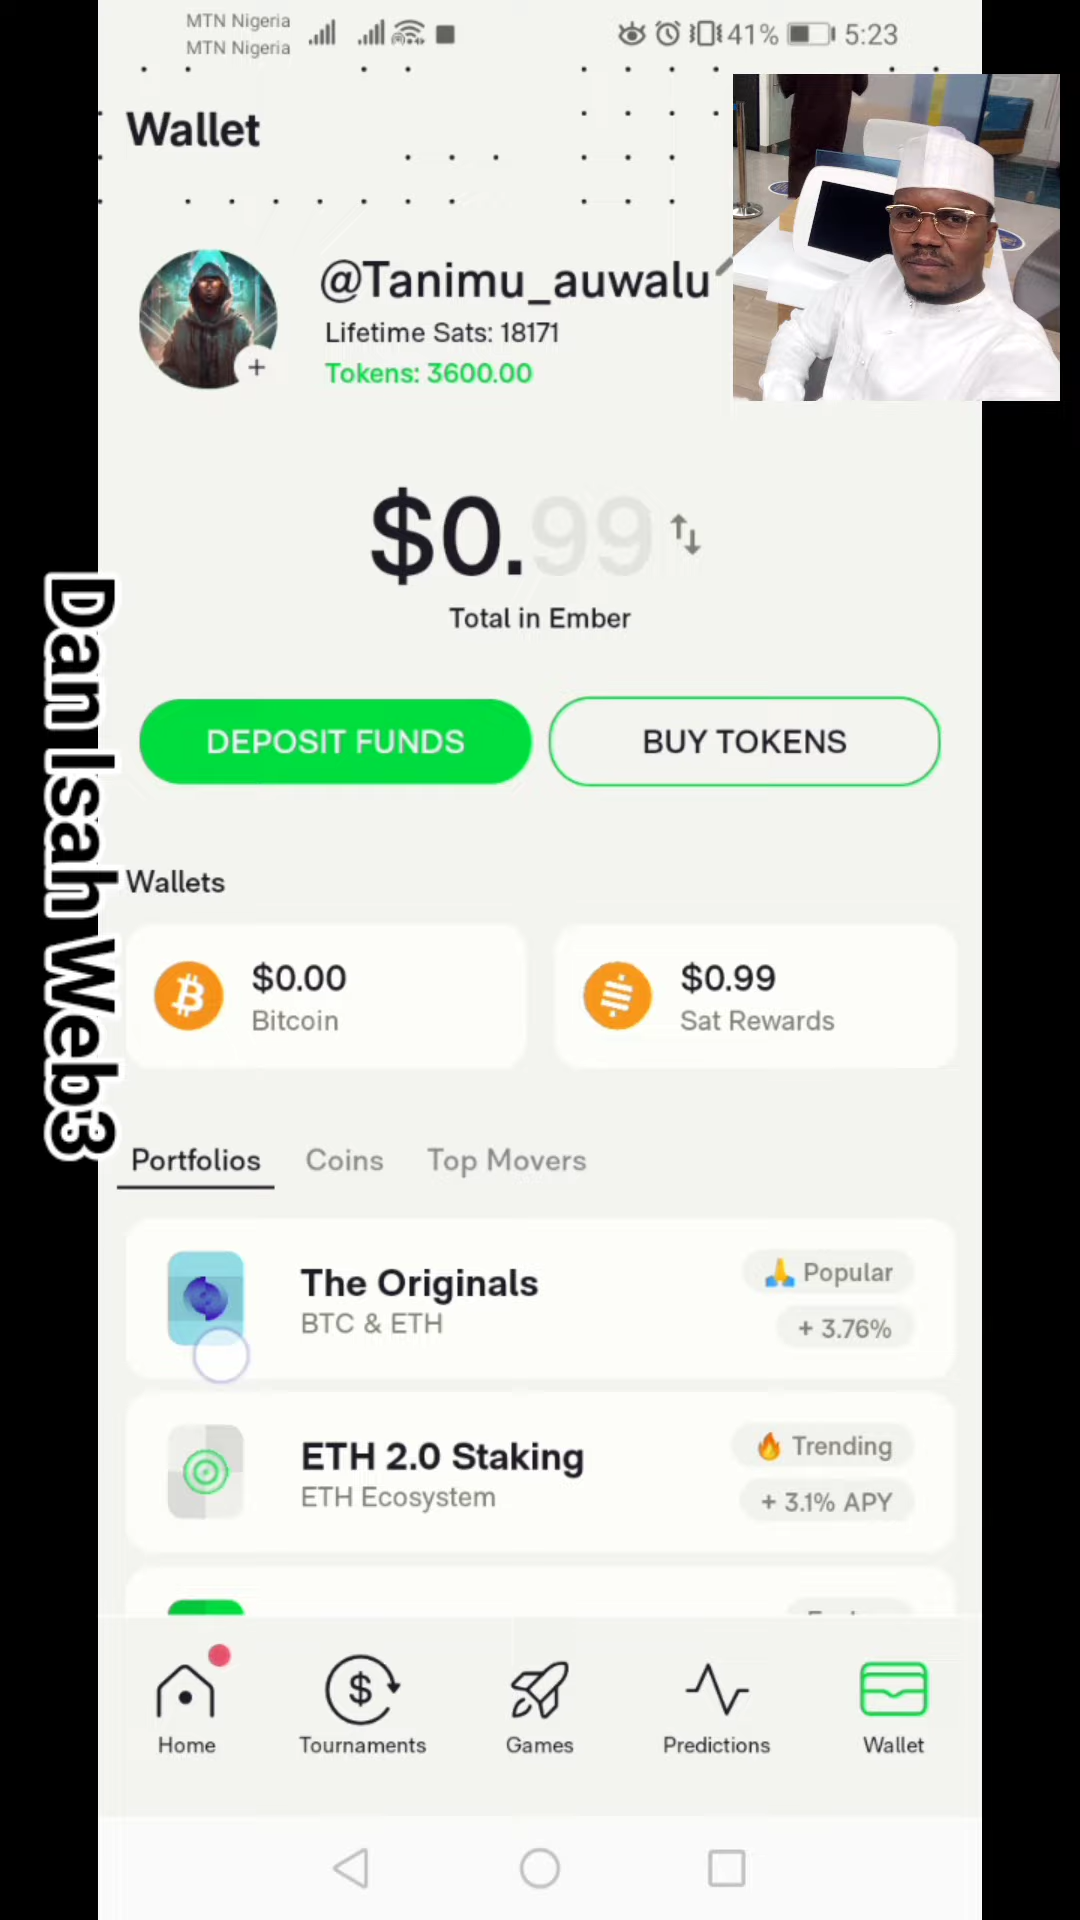 MTN Nigeria
MTN Nigeria
41% 5:23
Wallet
@Tanimu_auwalu
Lifetime Sats: 18171
Tokens: 3600.00
$0.99
Total in Ember
DEPOSIT FUNDS
BUY TOKENS
Dan Isah Web3
Wallets
$0.00
Bitcoin
$0.99
Sat Rewards
Portfolios
Coins
Top Movers
The Originals
BTC & ETH
🙏 Popular
+ 3.76%
ETH 2.0 Staking
ETH Ecosystem
🔥 Trending
+ 3.1% APY
Home
Tournaments
Games
Predictions
Wallet